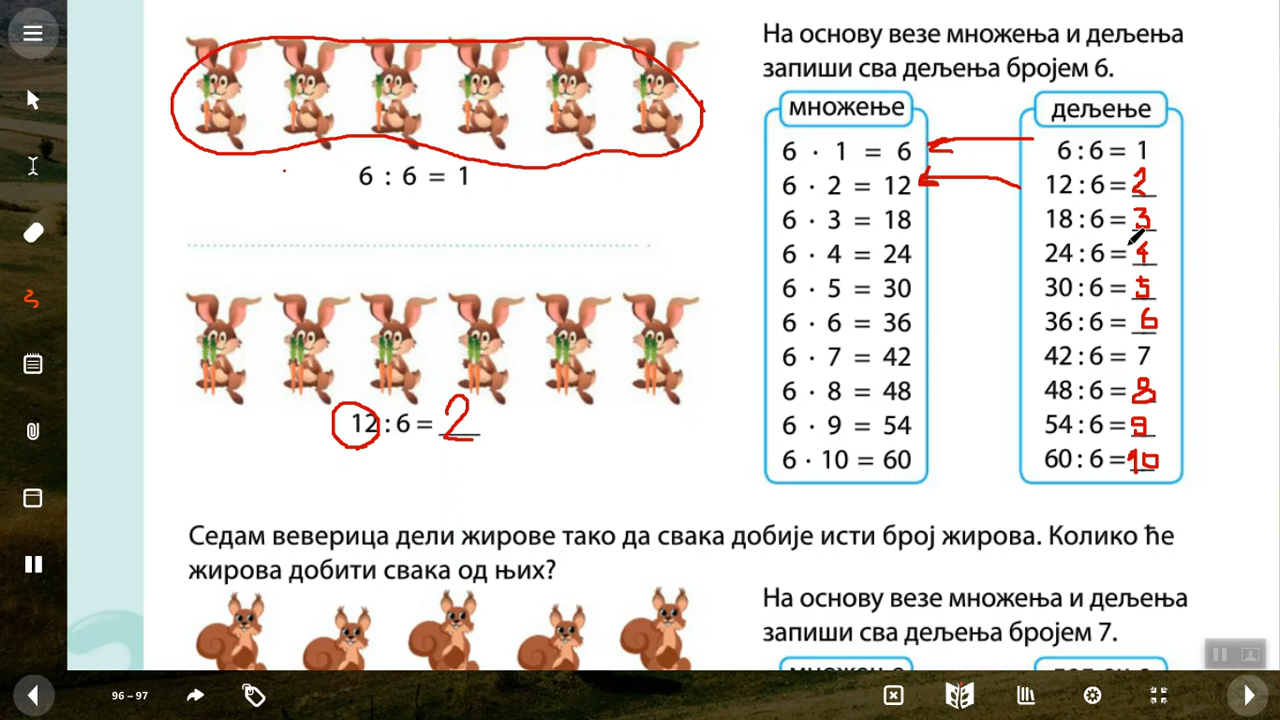 6 : 6 = 1
12 : 6 = 2
На основу везе множења и дељења
запиши сва дељења бројем 6.
множење
6 · 1 = 6
6 · 2 = 12
6 · 3 = 18
6 · 4 = 24
6 · 5 = 30
6 · 6 = 36
6 · 7 = 42
6 · 8 = 48
6 · 9 = 54
6 · 10 = 60
дељење
6 : 6 = 1
12 : 6 = 2
18 : 6 = 3
24 : 6 = 4
30 : 6 = 5
36 : 6 = 6
42 : 6 = 7
48 : 6 = 8
54 : 6 = 9
60 : 6 = 10
Седам веверица дели жирове тако да свака добије исти број жирова. Колико ће
жирова добити свака од њих?
На основу везе множења и дељења
запиши сва дељења бројем 7.
96 – 97